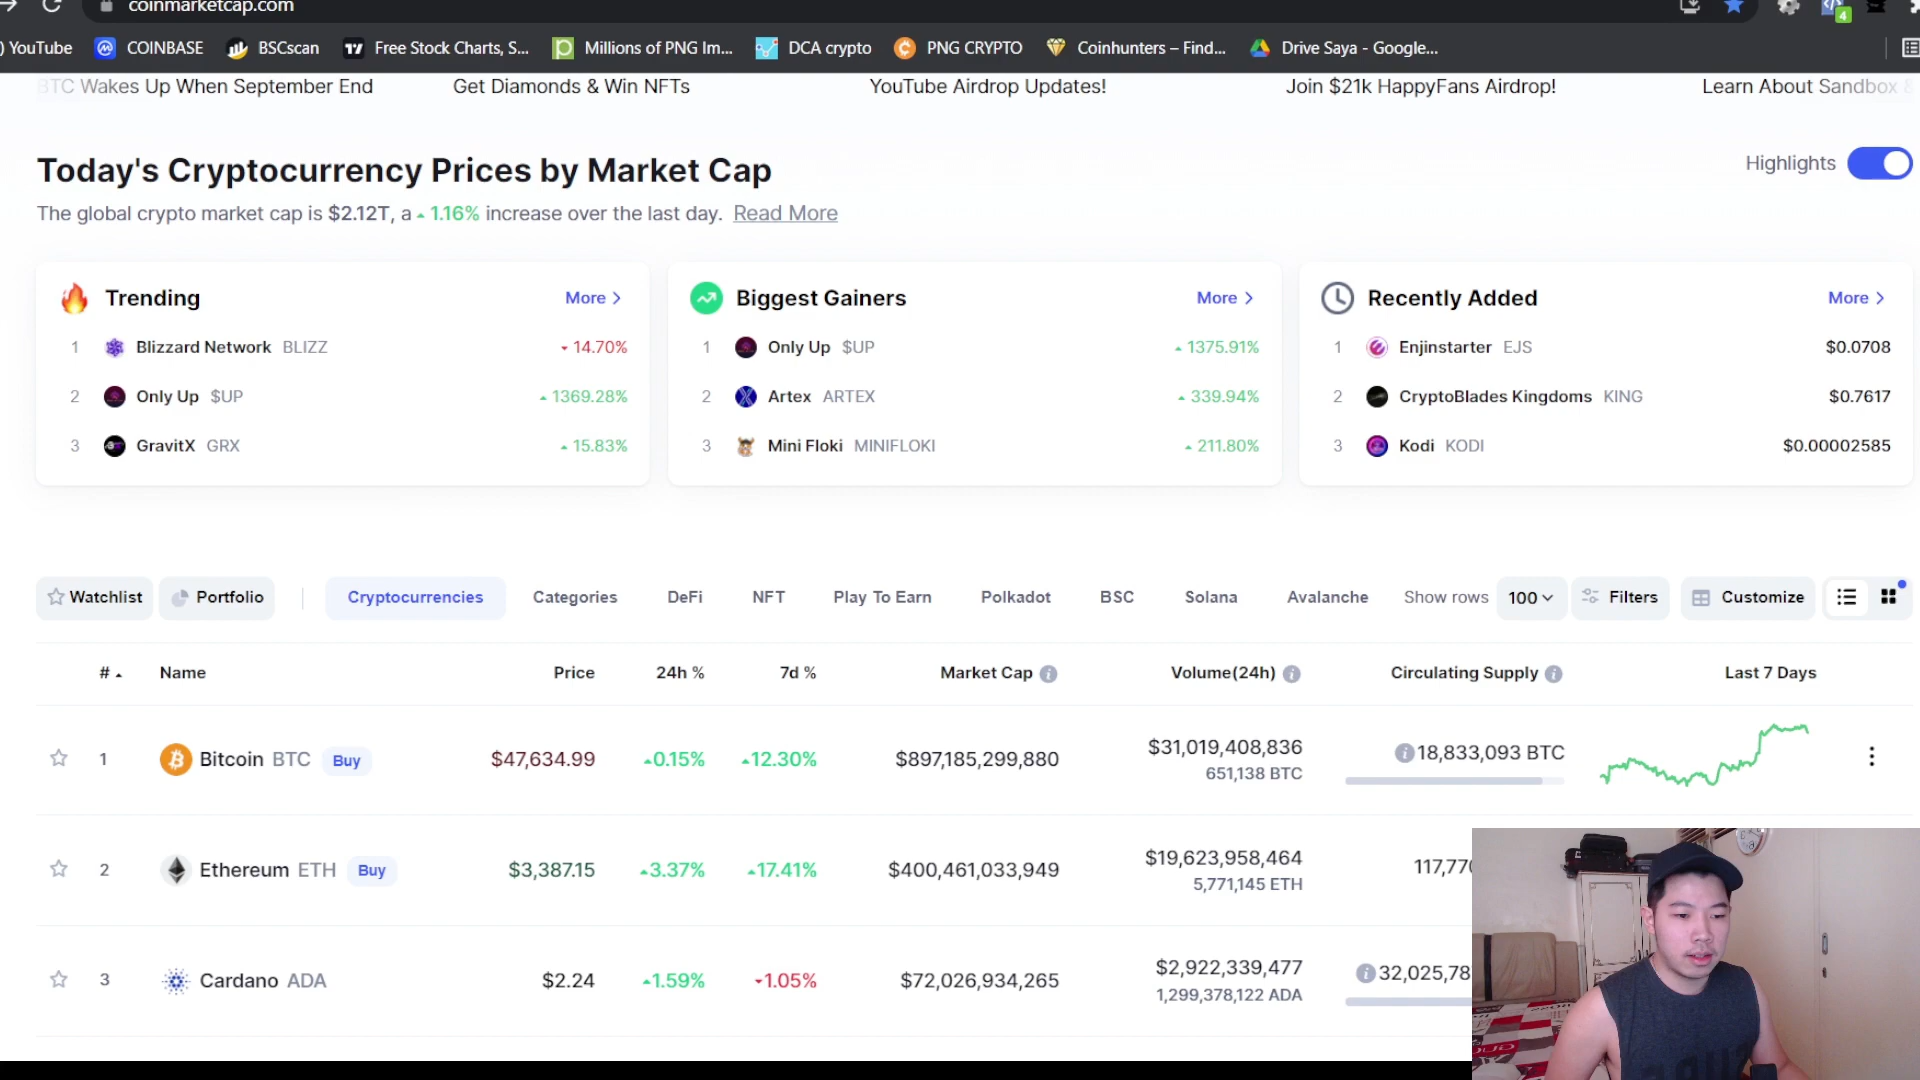 coinmarketcap.com
YouTube COINBASE BSCscan Free Stock Charts, S... Millions of PNG Im... DCA crypto PNG CRYPTO Coinhunters – Find... Drive Saya - Google...
4
BTC Wakes Up When September End Get Diamonds & Win NFTs YouTube Airdrop Updates! Join $21k HappyFans Airdrop! Learn About Sandbox &
Today's Cryptocurrency Prices by Market Cap
Highlights
The global crypto market cap is $2.12T, a 1.16% increase over the last day. Read More
Trending More
1 Blizzard Network BLIZZ 14.70%
2 Only Up $UP 1369.28%
3 GravitX GRX 15.83%
Biggest Gainers More
1 Only Up $UP 1375.91%
2 Artex ARTEX 339.94%
3 Mini Floki MINIFLOKI 211.80%
Recently Added More
1 Enjinstarter EJS $0.0708
2 CryptoBlades Kingdoms KING $0.7617
3 Kodi KODI $0.00002585
Watchlist Portfolio Cryptocurrencies Categories DeFi NFT Play To Earn Polkadot BSC Solana Avalanche Show rows 100 Filters Customize
# Name Price 24h % 7d % Market Cap Volume(24h) Circulating Supply Last 7 Days
1 Bitcoin BTC Buy $47,634.99 0.15% 12.30% $897,185,299,880 $31,019,408,836 18,833,093 BTC
651,138 BTC
2 Ethereum ETH Buy $3,387.15 3.37% 17.41% $400,461,033,949 $19,623,958,464 117,770
5,771,145 ETH
3 Cardano ADA $2.24 1.59% 1.05% $72,026,934,265 $2,922,339,477 32,025,78
1,299,378,122 ADA